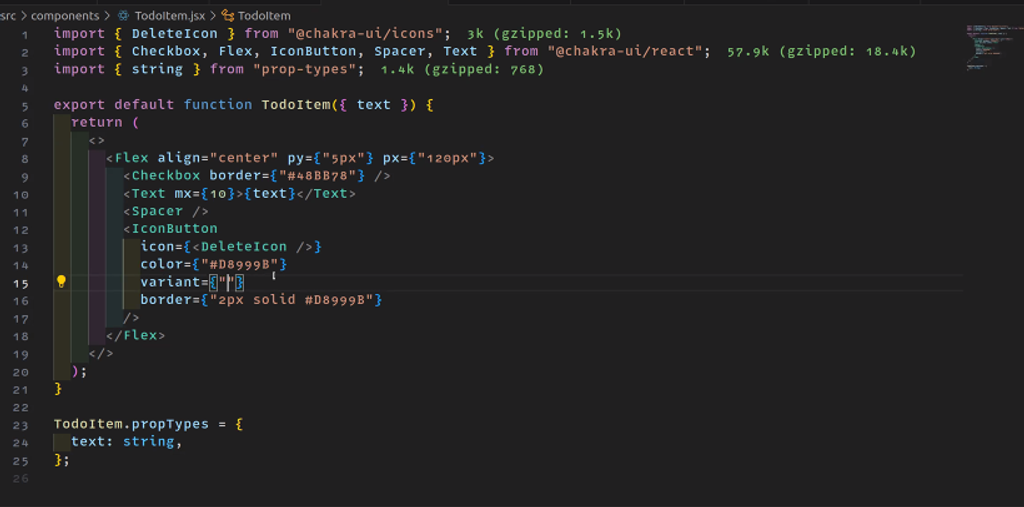 src > components > TodoItem.jsx > TodoItem
1 import { DeleteIcon } from "@chakra-ui/icons"; 3k (gzipped: 1.5k)
2 import { Checkbox, Flex, IconButton, Spacer, Text } from "@chakra-ui/react"; 57.9k (gzipped: 18.4k)
3 import { string } from "prop-types"; 1.4k (gzipped: 768)
4
5 export default function TodoItem({ text }) {
6   return (
7     <>
8       <Flex align="center" py={"5px"} px={"120px"}>
9         <Checkbox border={"#48BB78"} />
10         <Text mx={10}>{text}</Text>
11         <Spacer />
12         <IconButton
13           icon={<DeleteIcon />}
14           color={"#D8999B"}
15           variant={""}
16           border={"2px solid #D8999B"}
17         />
18       </Flex>
19     </>
20   );
21 }
22
23 TodoItem.propTypes = {
24   text: string,
25 };
26